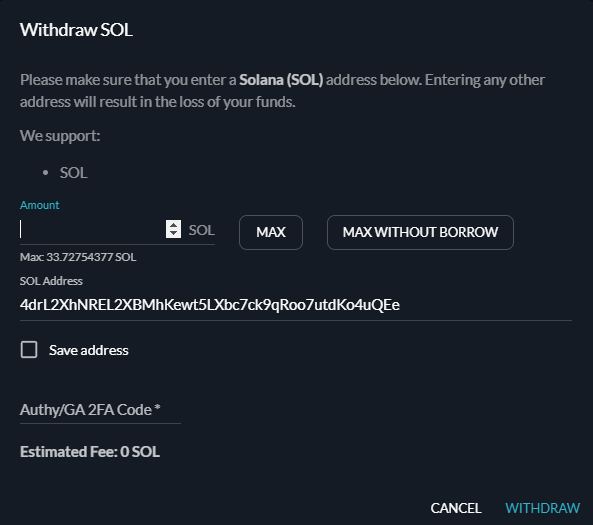 Withdraw SOL
Please make sure that you enter a Solana (SOL) address below. Entering any other
address will result in the loss of your funds.
We support:
• SOL
Amount
SOL
MAX
MAX WITHOUT BORROW
Max: 33.72754377 SOL
SOL Address
4drL2XhNREL2XBMhKewt5LXbc7ck9qRoo7utdKo4uQEe
Save address
Authy/GA 2FA Code *
Estimated Fee: 0 SOL
CANCEL
WITHDRAW